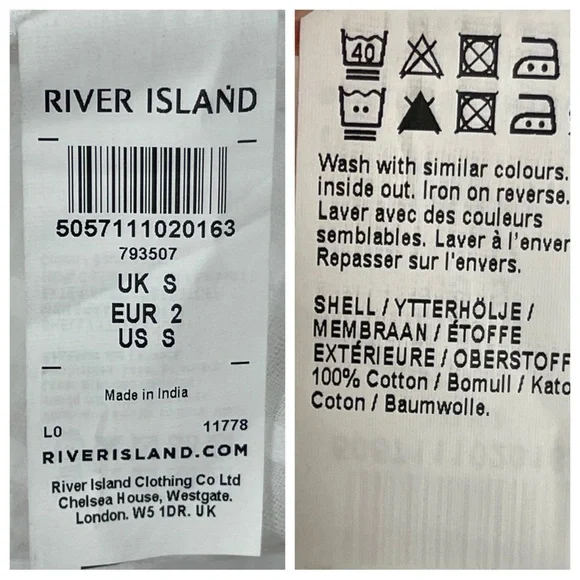 RIVER ISLAND
5057111020163
793507
UK S
EUR 2
US S
Made in India
L0 11778
RIVERISLAND.COM
River Island Clothing Co Ltd
Chelsea House, Westgate.
London. W5 1DR. UK
40
Wash with similar colours.
inside out. Iron on reverse.
Laver avec des couleurs
semblables. Laver à l'enver
Repasser sur l'envers.
SHELL / YTTERHÖLJE /
MEMBRAAN / ÉTOFFE
EXTÉRIEURE / OBERSTOFF
100% Cotton / Bomull / Kato
Coton / Baumwolle.